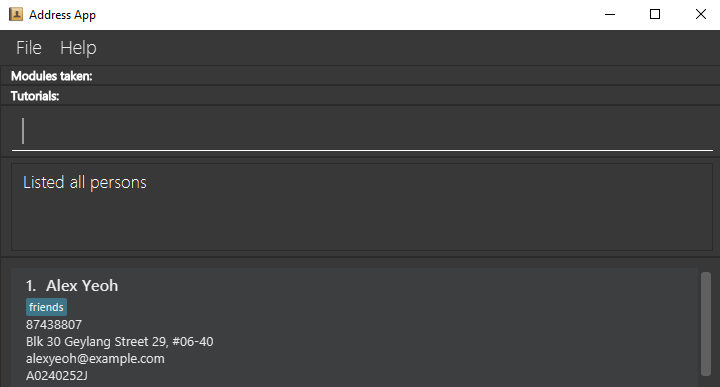 Address App
File Help
Modules taken:
Tutorials:
Listed all persons
1. Alex Yeoh
friends
87438807
Blk 30 Geylang Street 29, #06-40
alexyeoh@example.com
A0240252J